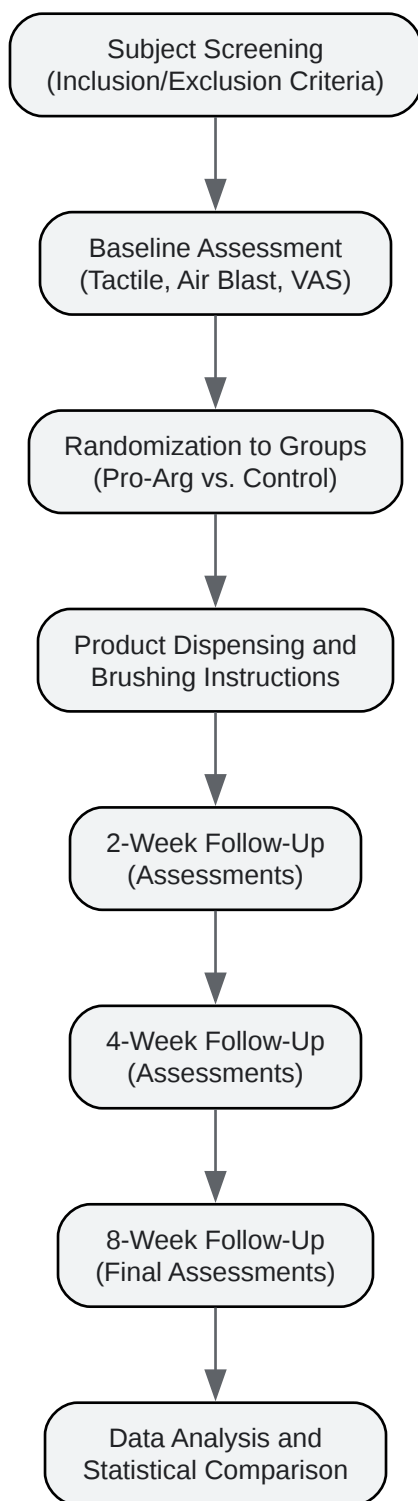 Subject Screening
(Inclusion/Exclusion Criteria)
Baseline Assessment
(Tactile, Air Blast, VAS)
Randomization to Groups
(Pro-Arg vs. Control)
Product Dispensing and
Brushing Instructions
2-Week Follow-Up
(Assessments)
4-Week Follow-Up
(Assessments)
8-Week Follow-Up
(Final Assessments)
Data Analysis and
Statistical Comparison